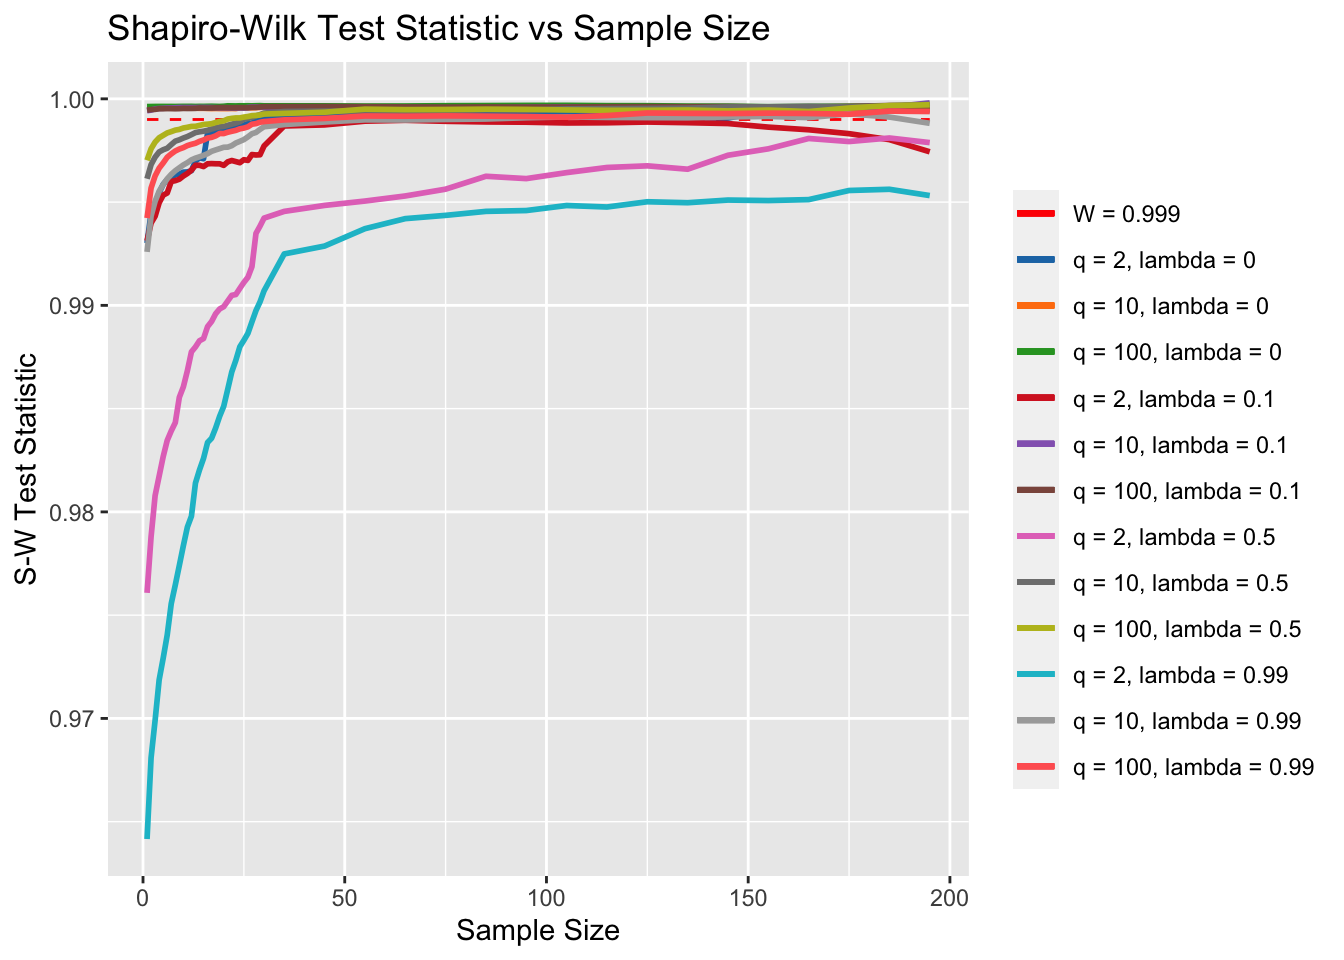 Shapiro-Wilk Test Statistic vs Sample Size
1.00
0.99
0.98
0.97
S-W Test Statistic
0
50
100
150
200
Sample Size
W = 0.999
q = 2, lambda = 0
q = 10, lambda = 0
q = 100, lambda = 0
q = 2, lambda = 0.1
q = 10, lambda = 0.1
q = 100, lambda = 0.1
q = 2, lambda = 0.5
q = 10, lambda = 0.5
q = 100, lambda = 0.5
q = 2, lambda = 0.99
q = 10, lambda = 0.99
q = 100, lambda = 0.99